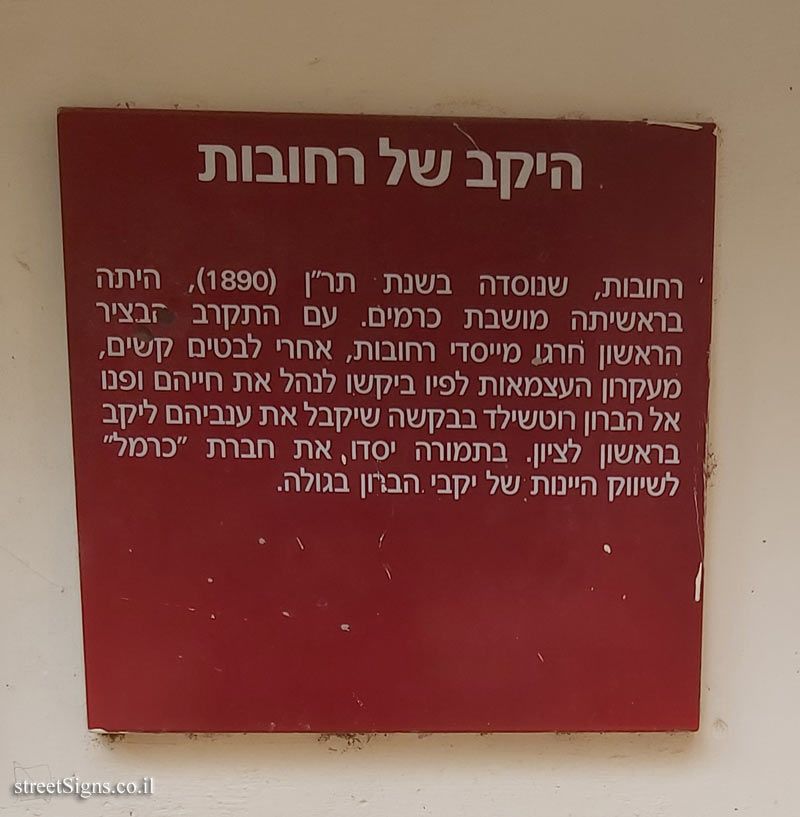 היקב של רחובות
רחובות, שנוסדה בשנת תר"ן (1890), היתה
בראשיתה מושבת כרמים. עם התקרב הבציר
הראשון חרגו מייסדי רחובות, אחרי לבטים קשים,
מעקרון העצמאות לפיו ביקשו לנהל את חייהם ופנו
אל הברון רוטשילד בבקשה שיקבל את ענביהם ליקב
בראשון לציון. בתמורה יסדו את חברת "כרמל"
לשיווק היינות של יקבי הברון בגולה.
streetSigns.co.il